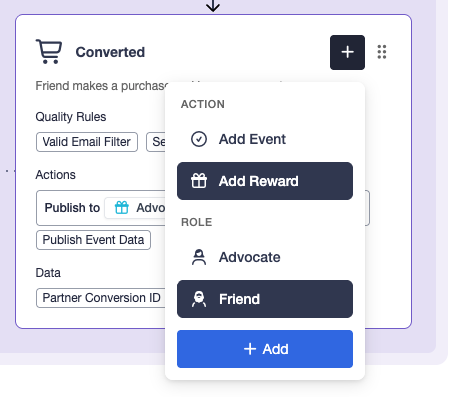 Converted
+
Friend makes a purchase
ACTION
Quality Rules
Valid Email Filter
Add Event
Actions
Add Reward
Publish to
ROLE
Publish Event Data
Advocate
Data
Partner Conversion ID
Friend
+ Add